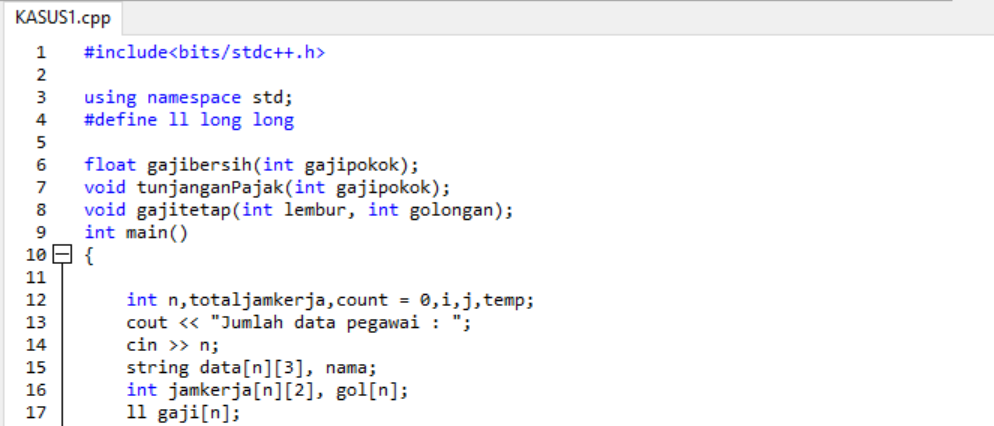 KASUS1.cpp
1 #include<bits/stdc++.h>
2
3 using namespace std;
4 #define ll long long
5
6 float gajibersih(int gajipokok);
7 void tunjanganPajak(int gajipokok);
8 void gajitetap(int lembur, int golongan);
9 int main()
10 {
11
12 int n,totaljamkerja,count = 0,i,j,temp;
13 cout << "Jumlah data pegawai : ";
14 cin >> n;
15 string data[n][3], nama;
16 int jamkerja[n][2], gol[n];
17 ll gaji[n];